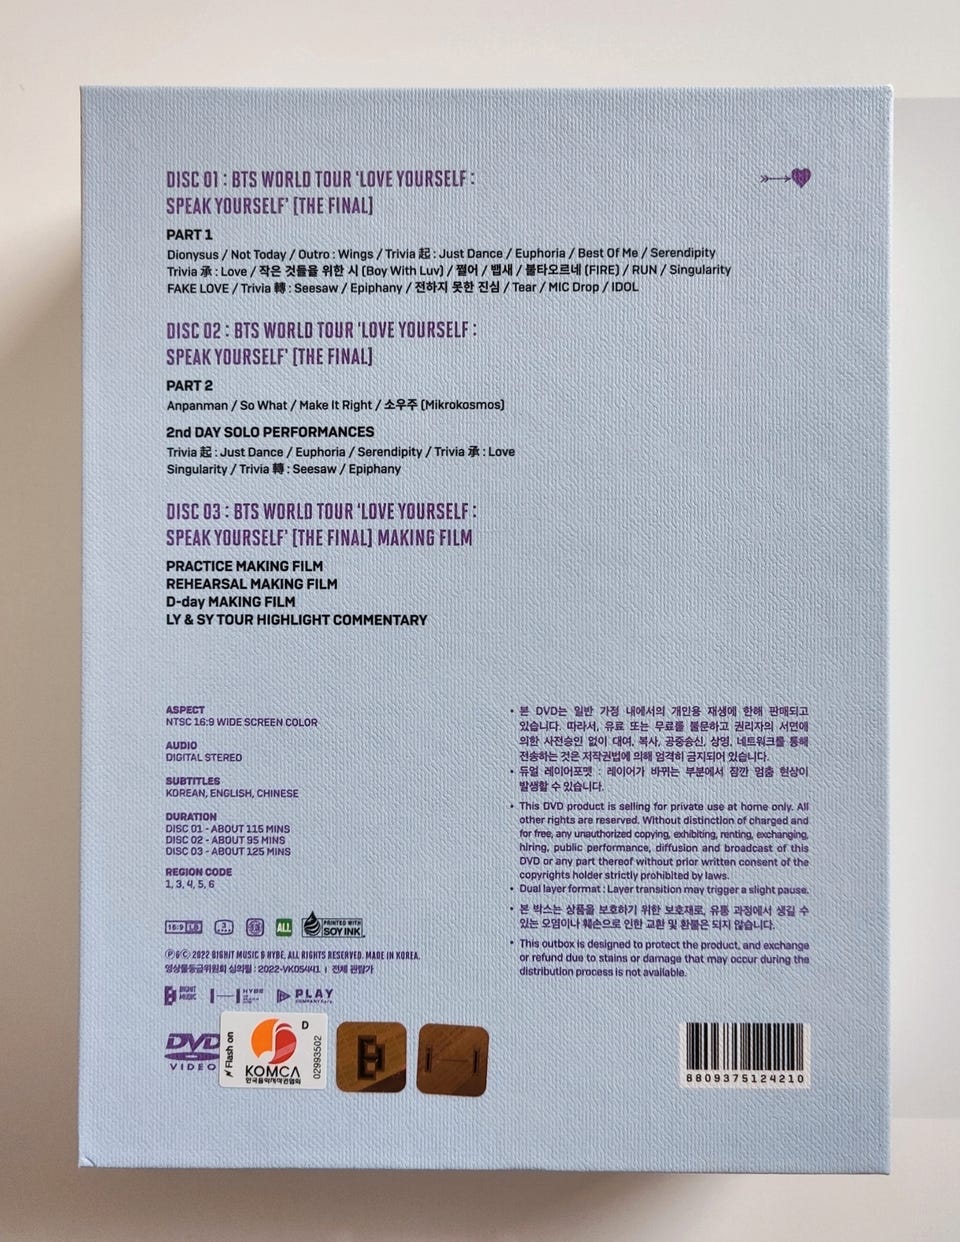 DISC 01 : BTS WORLD TOUR 'LOVE YOURSELF :
SPEAK YOURSELF' [THE FINAL]
PART 1
Dionysus / Not Today / Outro : Wings / Trivia 起 : Just Dance / Euphoria / Best Of Me / Serendipity
Trivia 承 : Love / 작은 것들을 위한 시 (Boy With Luv) / 쩔어 / 뱁새 / 불타오르네 (FIRE) / RUN / Singularity
FAKE LOVE / Trivia 轉 : Seesaw / Epiphany / 전하지 못한 진심 / Tear / MIC Drop / IDOL
DISC 02 : BTS WORLD TOUR 'LOVE YOURSELF :
SPEAK YOURSELF' [THE FINAL]
PART 2
Anpanman / So What / Make It Right / 소우주 (Mikrokosmos)
2nd DAY SOLO PERFORMANCES
Trivia 起 : Just Dance / Euphoria / Serendipity / Trivia 承 : Love
Singularity / Trivia 轉 : Seesaw / Epiphany
DISC 03 : BTS WORLD TOUR 'LOVE YOURSELF :
SPEAK YOURSELF' [THE FINAL] MAKING FILM
PRACTICE MAKING FILM
REHEARSAL MAKING FILM
D-day MAKING FILM
LY & SY TOUR HIGHLIGHT COMMENTARY
ASPECT
NTSC 16:9 WIDE SCREEN COLOR
AUDIO
DIGITAL STEREO
SUBTITLES
KOREAN, ENGLISH, CHINESE
DURATION
DISC 01 - ABOUT 115 MINS
DISC 02 - ABOUT 95 MINS
DISC 03 - ABOUT 125 MINS
REGION CODE
1, 3, 4, 5, 6
16:9 LB
3
ALL
PRINTED WITH
SOY INK
ⓟ&ⓒ 2022 BIGHIT MUSIC & HYBE. ALL RIGHTS RESERVED. MADE IN KOREA.
영상물등급위원회 심의필 : 2022-VK05441 | 전체 관람가
BIGHIT
MUSIC
HYBE
PLAY
COMPANY Corp.
DVD
VIDEO
Flash on
D
KOMCA
한국음악저작권협회
02993502
• 본 DVD는 일반 가정 내에서의 개인용 재생에 한해 판매되고
있습니다. 따라서, 유료 또는 무료를 불문하고 권리자의 서면에
의한 사전승인 없이 대여, 복사, 공중송신, 상영, 네트워크를 통해
전송하는 것은 저작권법에 의해 엄격히 금지되어 있습니다.
• 듀얼 레이어포맷 : 레이어가 바뀌는 부분에서 잠깐 멈춤 현상이
발생할 수 있습니다.
• This DVD product is selling for private use at home only. All
other rights are reserved. Without distinction of charged and
for free, any unauthorized copying, exhibiting, renting, exchanging,
hiring, public performance, diffusion and broadcast of this
DVD or any part thereof without prior written consent of the
copyrights holder strictly prohibited by laws.
• Dual layer format : Layer transition may trigger a slight pause.
• 본 박스는 상품을 보호하기 위한 보호재로, 유통 과정에서 생길 수
있는 오염이나 훼손으로 인한 교환 및 환불은 되지 않습니다.
• This outbox is designed to protect the product, and exchange
or refund due to stains or damage that may occur during the
distribution process is not available.
8809375124210